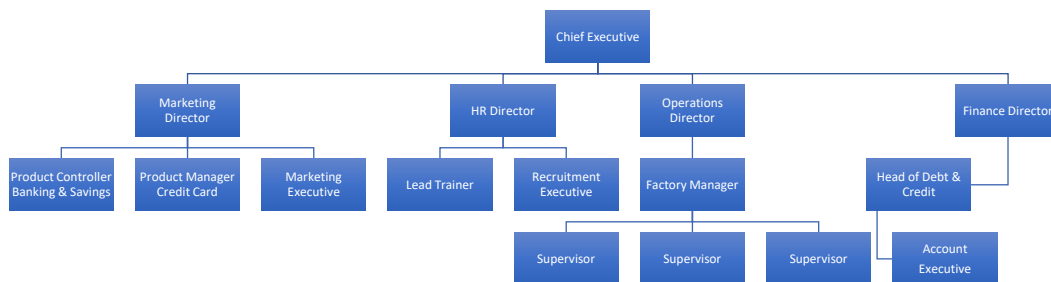 Chief Executive
Marketing
Director
HR Director
Operations
Director
Finance Director
Product Controller
Banking & Savings
Product Manager
Credit Card
Marketing
Executive
Lead Trainer
Recruitment
Executive
Factory Manager
Head of Debt &
Credit
Supervisor
Supervisor
Supervisor
Account
Executive